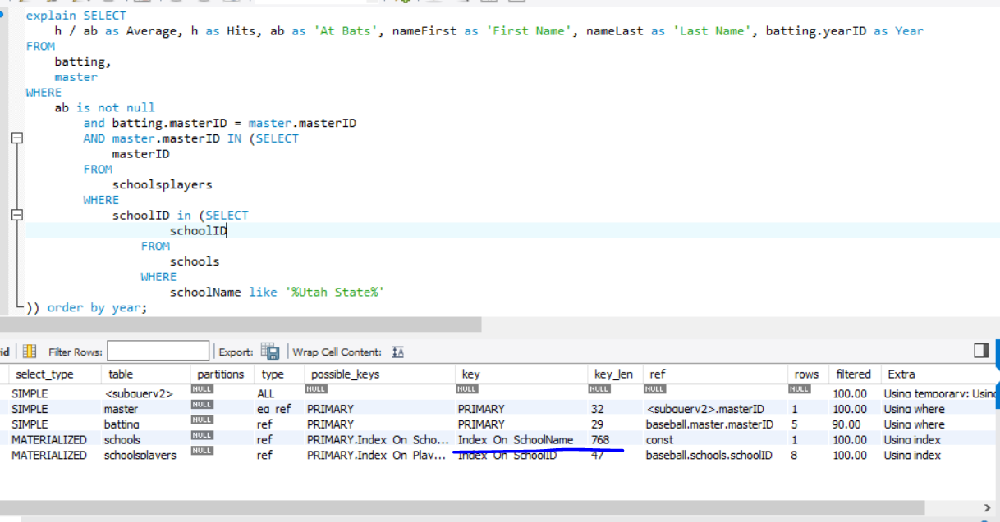 explain SELECT
h / ab as Average, h as Hits, ab as 'At Bats', nameFirst as 'First Name', nameLast as 'Last Name', batting.yearID as Year
FROM
batting,
master
WHERE
ab is not null
and batting.masterID = master.masterID
AND master.masterID IN (SELECT
masterID
FROM
schoolsplayers
WHERE
schoolID in (SELECT
schoolID
FROM
schools
WHERE
schoolName like '%Utah State%'
)) order by year;
id Filter Rows: Export: Wrap Cell Content: IA
select_type table partitions type possible_keys key key_len ref rows filtered Extra
SIMPLE <subquery2> NULL ALL NULL NULL NULL NULL NULL 100.00 Using temporary; Using
SIMPLE master NULL eq_ref PRIMARY PRIMARY 32 <subquery2>.masterID 1 100.00 Using where
SIMPLE batting NULL ref PRIMARY PRIMARY 29 baseball.master.masterID 5 90.00 Using where
MATERIALIZED schools NULL ref PRIMARY,Index_On_Scho... Index_On_SchoolName 768 const 1 100.00 Using index
MATERIALIZED schoolsplayers NULL ref PRIMARY,Index_On_Play... Index_On_SchoolID 47 baseball.schools.schoolID 8 100.00 Using index